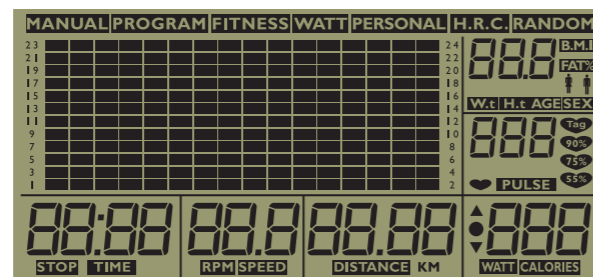 MANUAL PROGRAM FITNESS WATT PERSONAL H.R.C. RANDOM
23 24 88.8 B.M.I
21 22 FAT%
19 20
17 18
15 16 W.t H.t AGE SEX
13 14
11 12 Tag
9 10 888 90%
7 8
5 6 75%
3 4 55%
1 2 PULSE
88:88 88.8 88.88 888
STOP TIME RPM SPEED DISTANCE KM WATT CALORIES